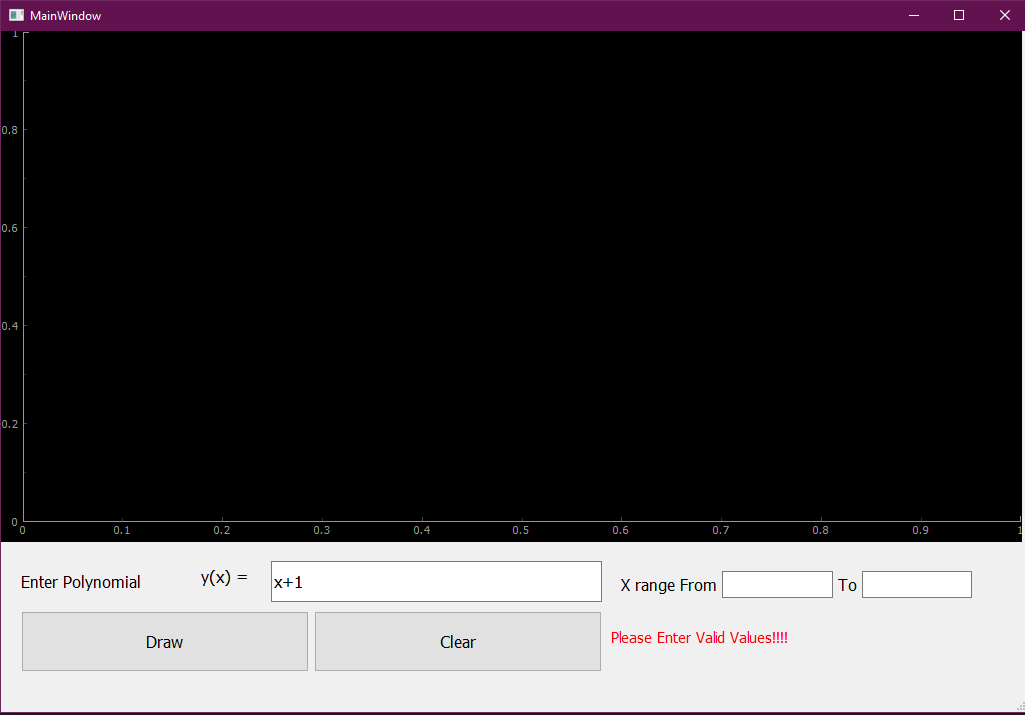 MainWindow
1
0.8
0.6
0.4
0.2
0
0 0.1 0.2 0.3 0.4 0.5 0.6 0.7 0.8 0.9 1
Enter Polynomial y(x) = x+1 X range From To
Draw Clear Please Enter Valid Values!!!!